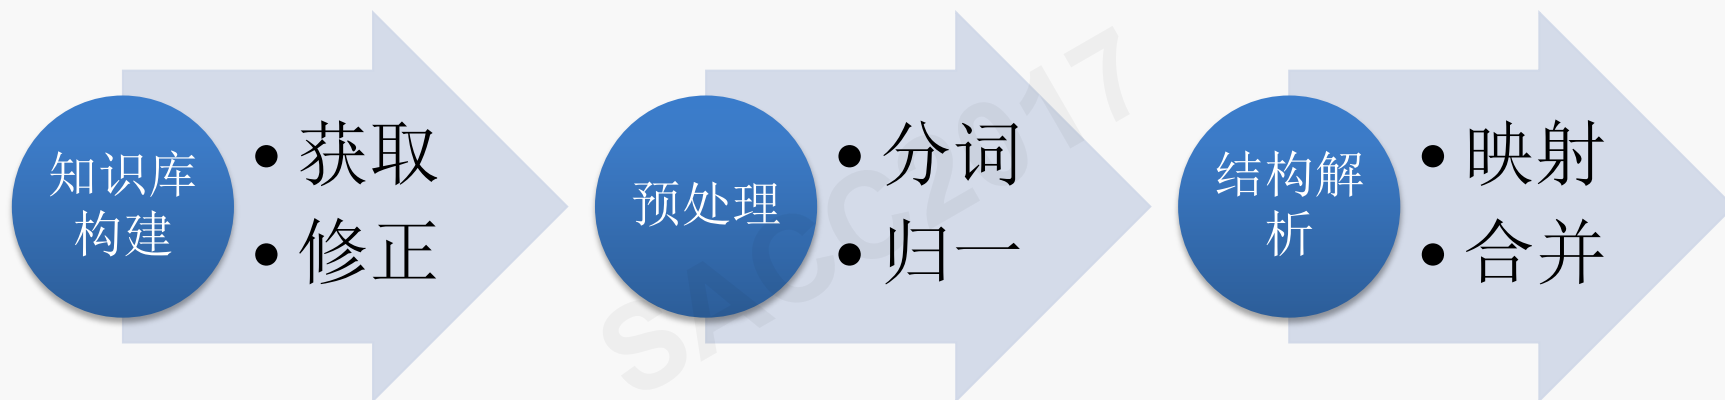 知识库
构建
• 获取
• 修正
预处理
• 分词
• 归一
结构解
析
• 映射
• 合并
SACC2017